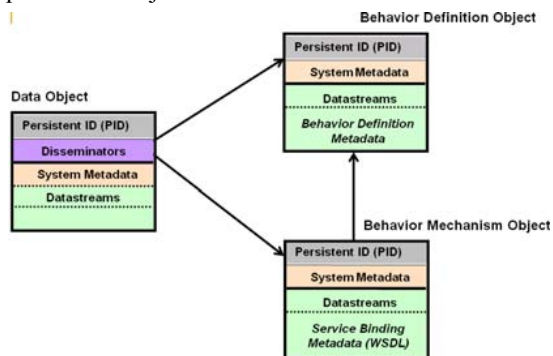 Behavior Definition Object
Persistent ID (PID)
System Metadata
Datastreams
Behavior Definition
Metadata
Data Object
Persistent ID (PID)
Disseminators
System Metadata
Datastreams
Behavior Mechanism Object
Persistent ID (PID)
System Metadata
Datastreams
Service Binding
Metadata (WSDL)